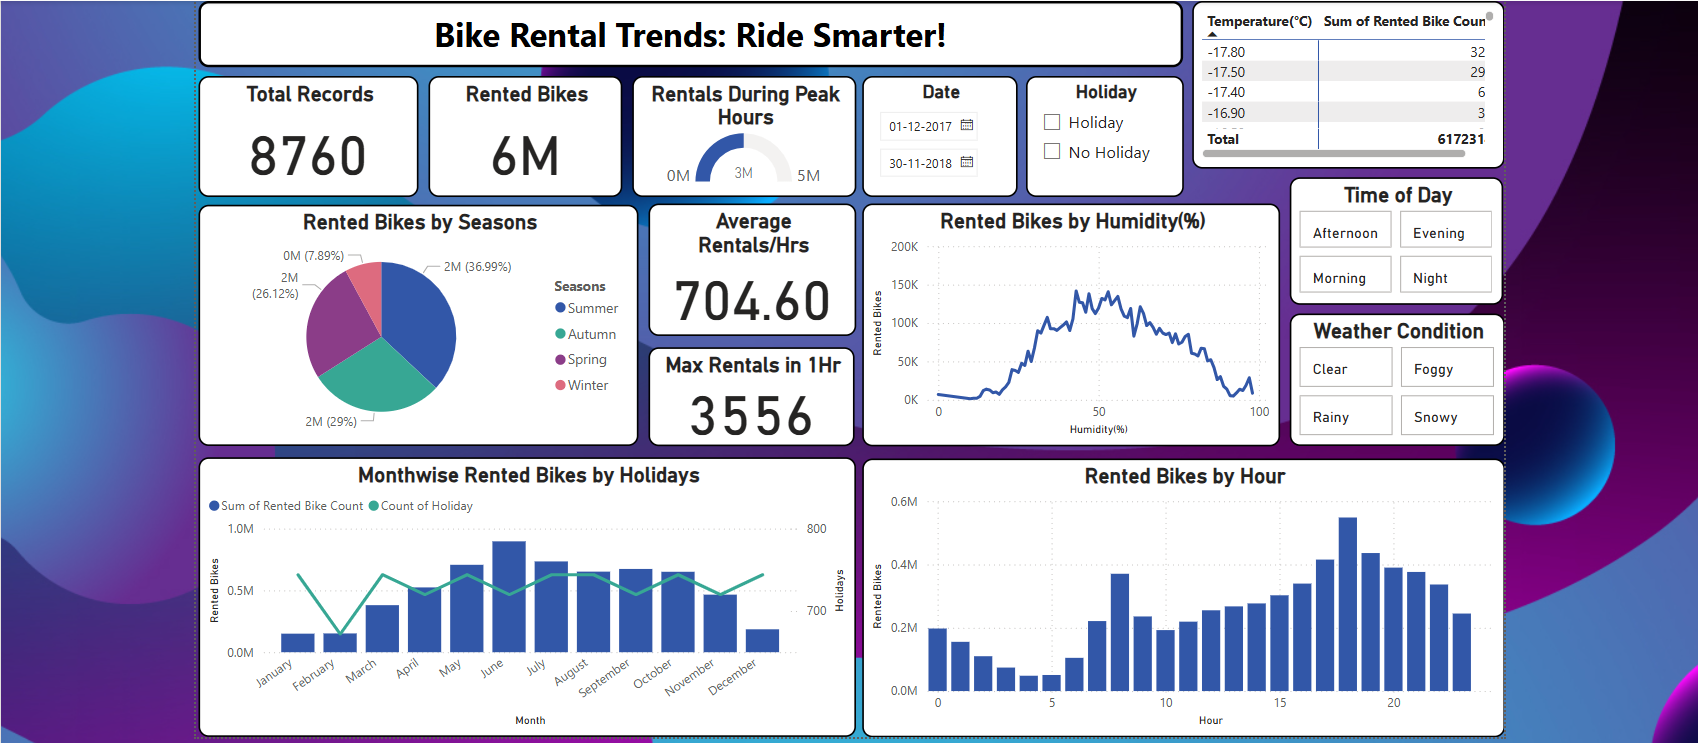 Bike Rental Trends: Ride Smarter!
Temperature(°C) Sum of Rented Bike Coun
-17.80 32
-17.50 29
-17.40 6
-16.90 3
Total 617231
Total Records
8760
Rented Bikes
6M
Rentals During Peak
Hours
0M 3M 5M
Date
01-12-2017
30-11-2018
Holiday
Holiday
No Holiday
Rented Bikes by Seasons
0M (7.89%)
2M (36.99%)
2M
(26.12%)
2M (29%)
Seasons
Summer
Autumn
Spring
Winter
Average
Rentals/Hrs
704.60
Max Rentals in 1Hr
3556
Rented Bikes by Humidity(%)
Rented Bikes
200K
150K
100K
50K
0K
0 50 100
Humidity(%)
Time of Day
Afternoon Evening
Morning Night
Weather Condition
Clear Foggy
Rainy Snowy
Monthwise Rented Bikes by Holidays
Sum of Rented Bike Count Count of Holiday
Rented Bikes
1.0M
0.5M
0.0M
800
700
Holidays
January February March April May June July August September October November December
Month
Rented Bikes by Hour
Rented Bikes
0.6M
0.4M
0.2M
0.0M
0 5 10 15 20
Hour